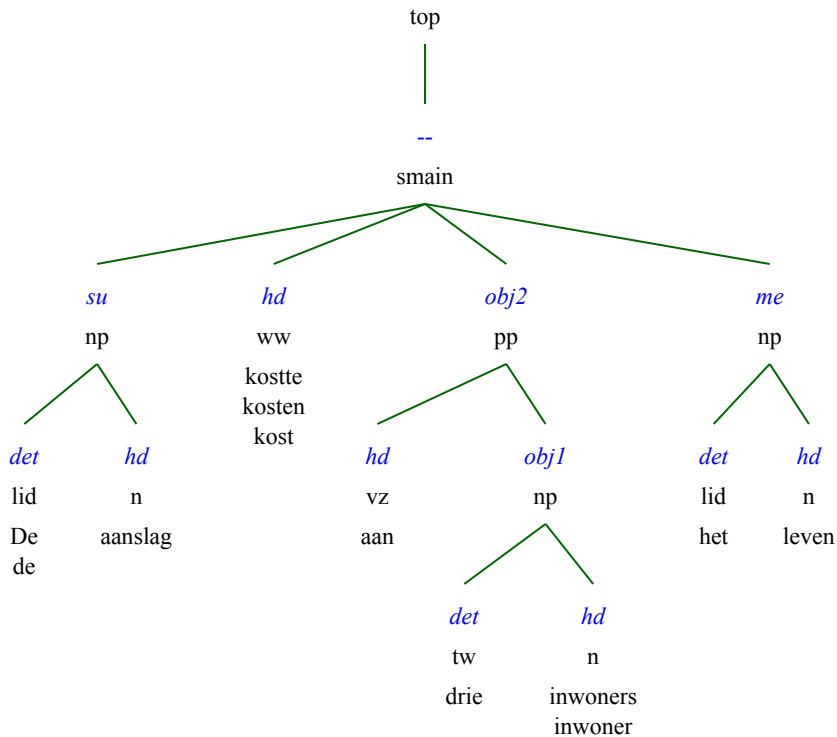 top
--
smain
su hd obj2 me
np ww pp np
kostte
kosten
kost
det hd hd obj1 det hd
lid n vz np lid n
De aanslag aan het leven
de
det hd
tw n
drie inwoners
inwoner